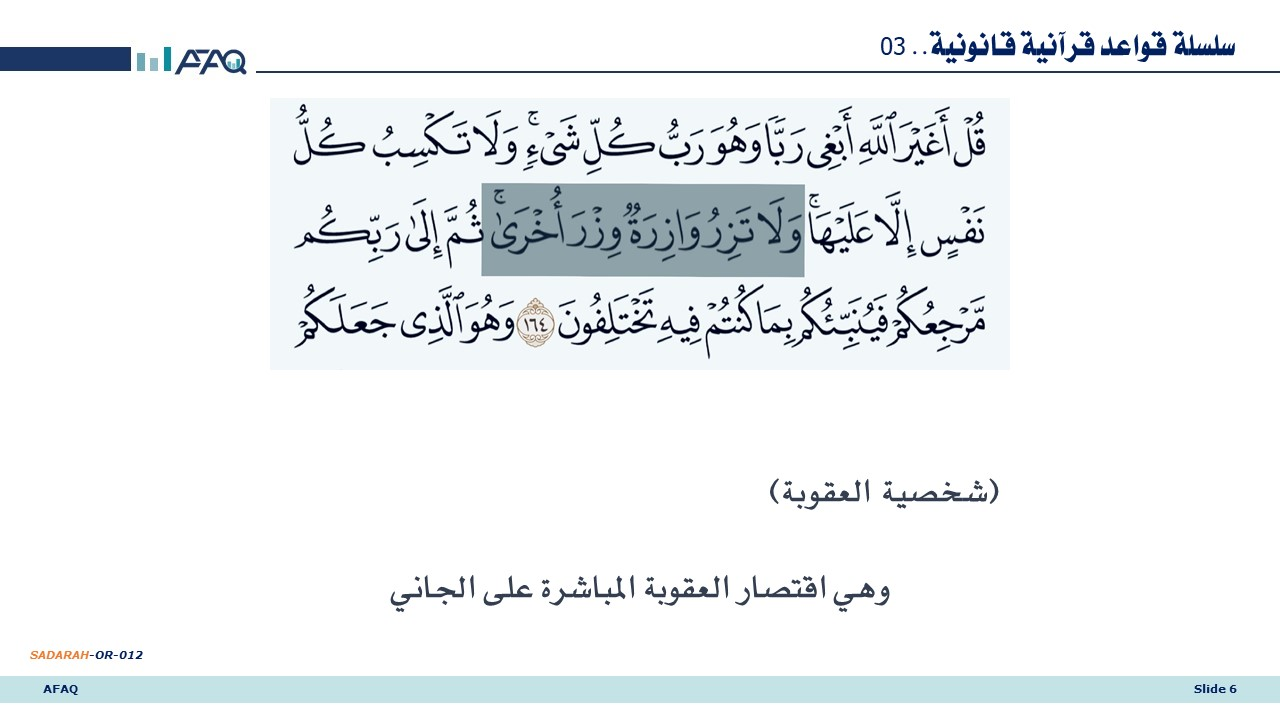 سلسلة قواعد قرآنية قانونية.. 03
AFAQ
قُلْ أَغَيْرَ ٱللَّهِ أَبْغِى رَبًّا وَهُوَ رَبُّ كُلِّ شَىْءٍۢ ۚ وَلَا تَكْسِبُ كُلُّ
نَفْسٍ إِلَّا عَلَيْهَا ۚ وَلَا تَزِرُ وَازِرَةٌۭ وِزْرَ أُخْرَىٰ ۚ ثُمَّ إِلَىٰ رَبِّكُم
مَّرْجِعُكُمْ فَيُنَبِّئُكُم بِمَا كُنتُمْ فِيهِ تَخْتَلِفُونَ ١٦٤ وَهُوَ ٱلَّذِى جَعَلَكُمْ
(شخصية العقوبة)
وهي اقتصار العقوبة المباشرة على الجاني
SADARAH-OR-012
AFAQ
Slide 6